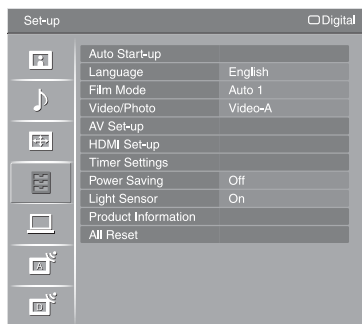 Set-up Digital
Auto Start-up
Language English
Film Mode Auto 1
Video/Photo Video-A
AV Set-up
HDMI Set-up
Timer Settings
Power Saving Off
Light Sensor On
Product Information
All Reset
A
D